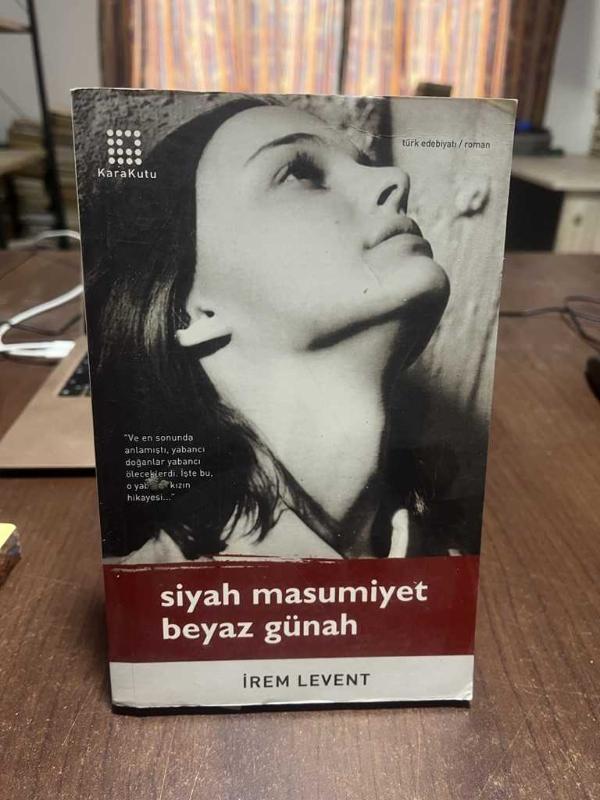 KaraKutu
türk edebiyatı / roman
"Ve en sonunda
anlamıştı, yabancı
doğanlar yabancı
öleceklerdi. İşte bu,
o kızın
hikayesi..."
siyah masumiyet
beyaz günah
İREM LEVENT